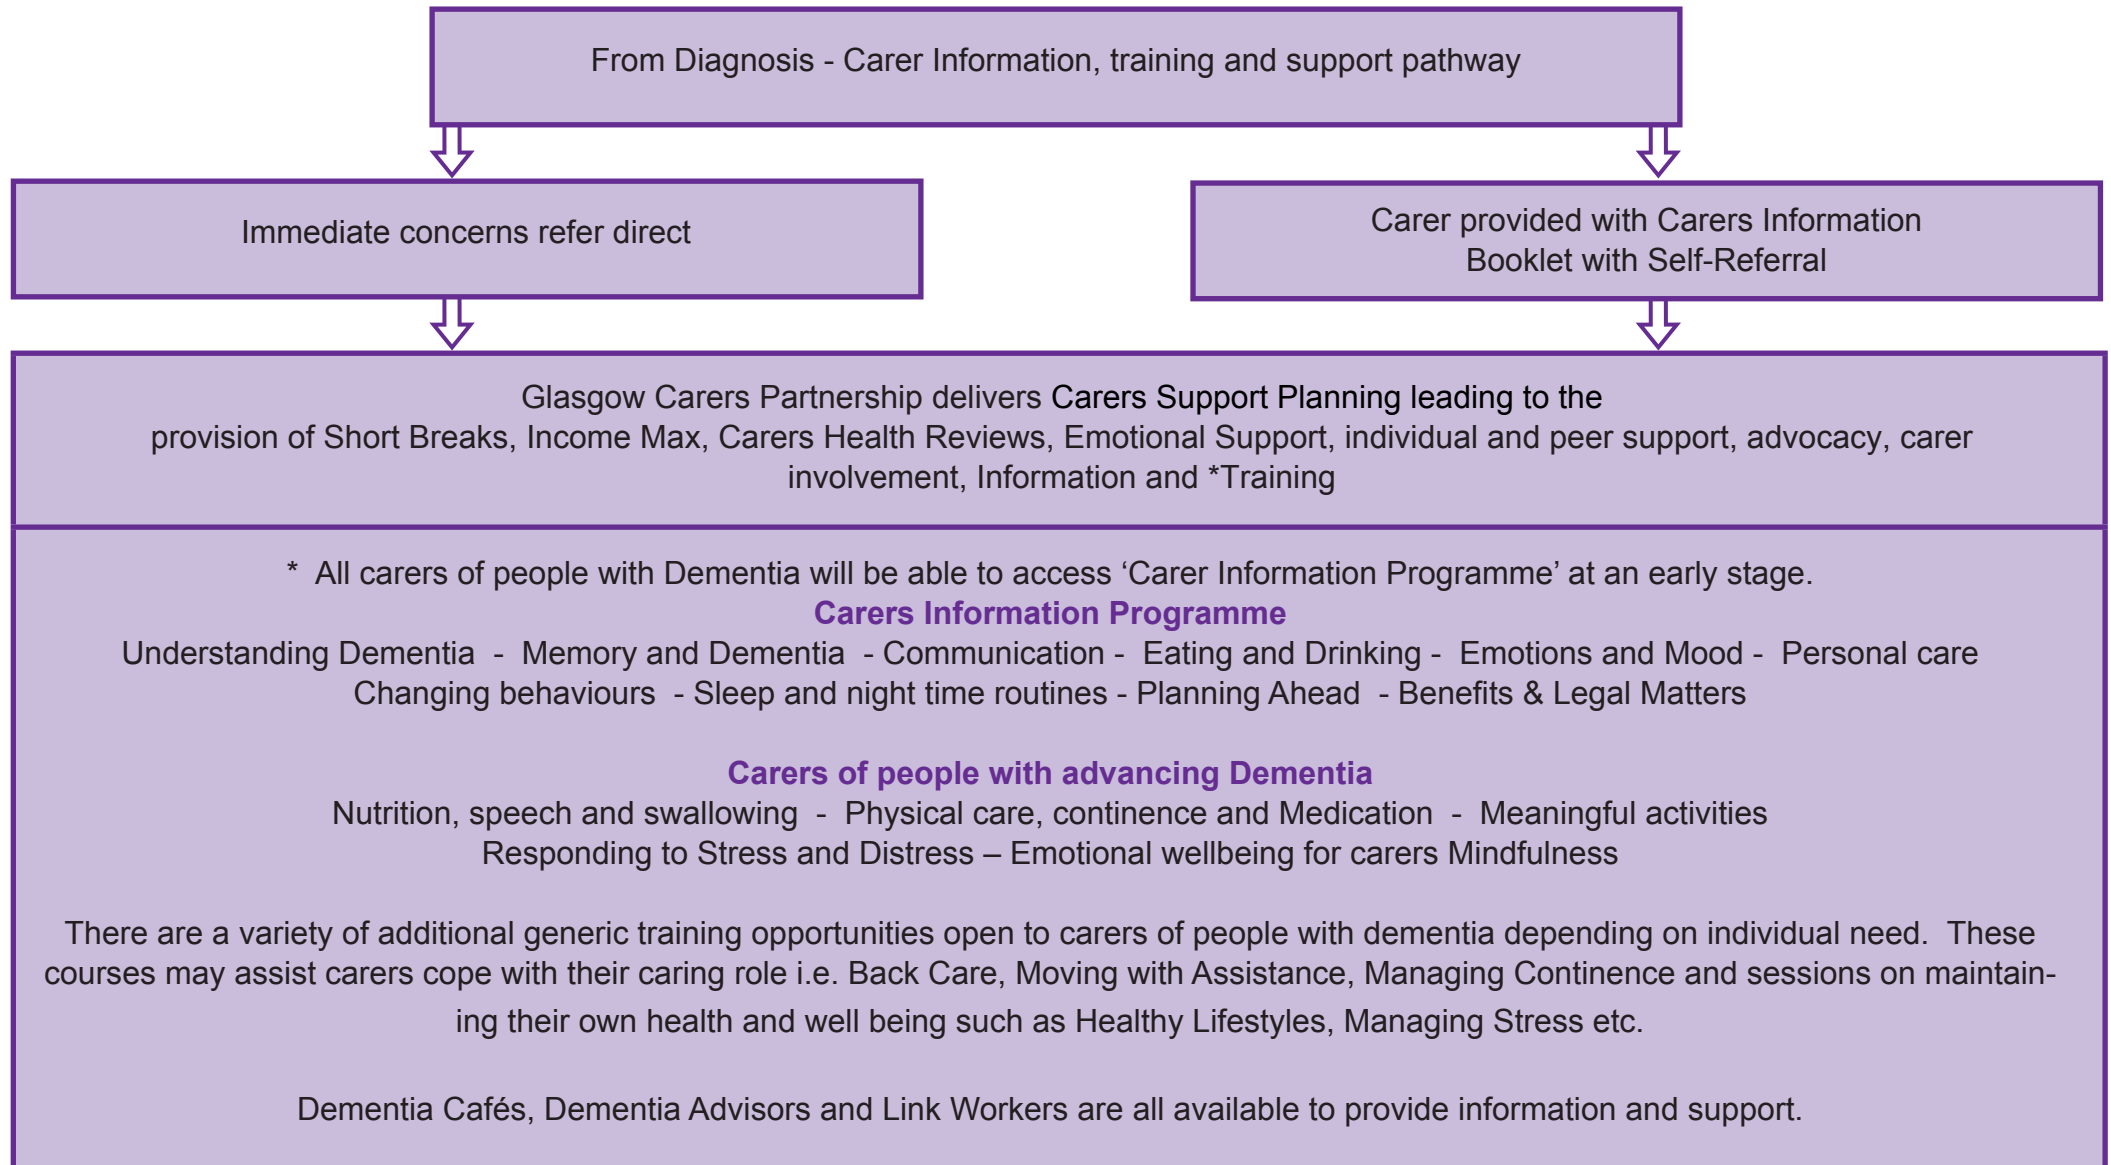 From Diagnosis - Carer Information, training and support pathway
Immediate concerns refer direct
Carer provided with Carers Information
Booklet with Self-Referral
Glasgow Carers Partnership delivers Carers Support Planning leading to the
provision of Short Breaks, Income Max, Carers Health Reviews, Emotional Support, individual and peer support, advocacy, carer
involvement, Information and *Training
* All carers of people with Dementia will be able to access ‘Carer Information Programme’ at an early stage.
Carers Information Programme
Understanding Dementia - Memory and Dementia - Communication - Eating and Drinking - Emotions and Mood - Personal care
Changing behaviours - Sleep and night time routines - Planning Ahead - Benefits & Legal Matters
Carers of people with advancing Dementia
Nutrition, speech and swallowing - Physical care, continence and Medication - Meaningful activities
Responding to Stress and Distress – Emotional wellbeing for carers Mindfulness
There are a variety of additional generic training opportunities open to carers of people with dementia depending on individual need. These
courses may assist carers cope with their caring role i.e. Back Care, Moving with Assistance, Managing Continence and sessions on maintain-
ing their own health and well being such as Healthy Lifestyles, Managing Stress etc.
Dementia Cafés, Dementia Advisors and Link Workers are all available to provide information and support.